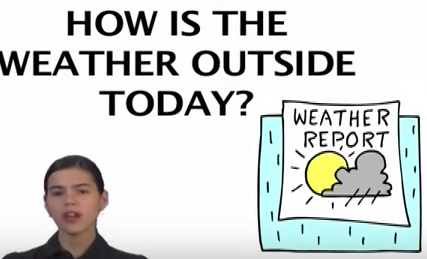 HOW IS THE
WEATHER OUTSIDE
TODAY?
WEATHER
REPORT